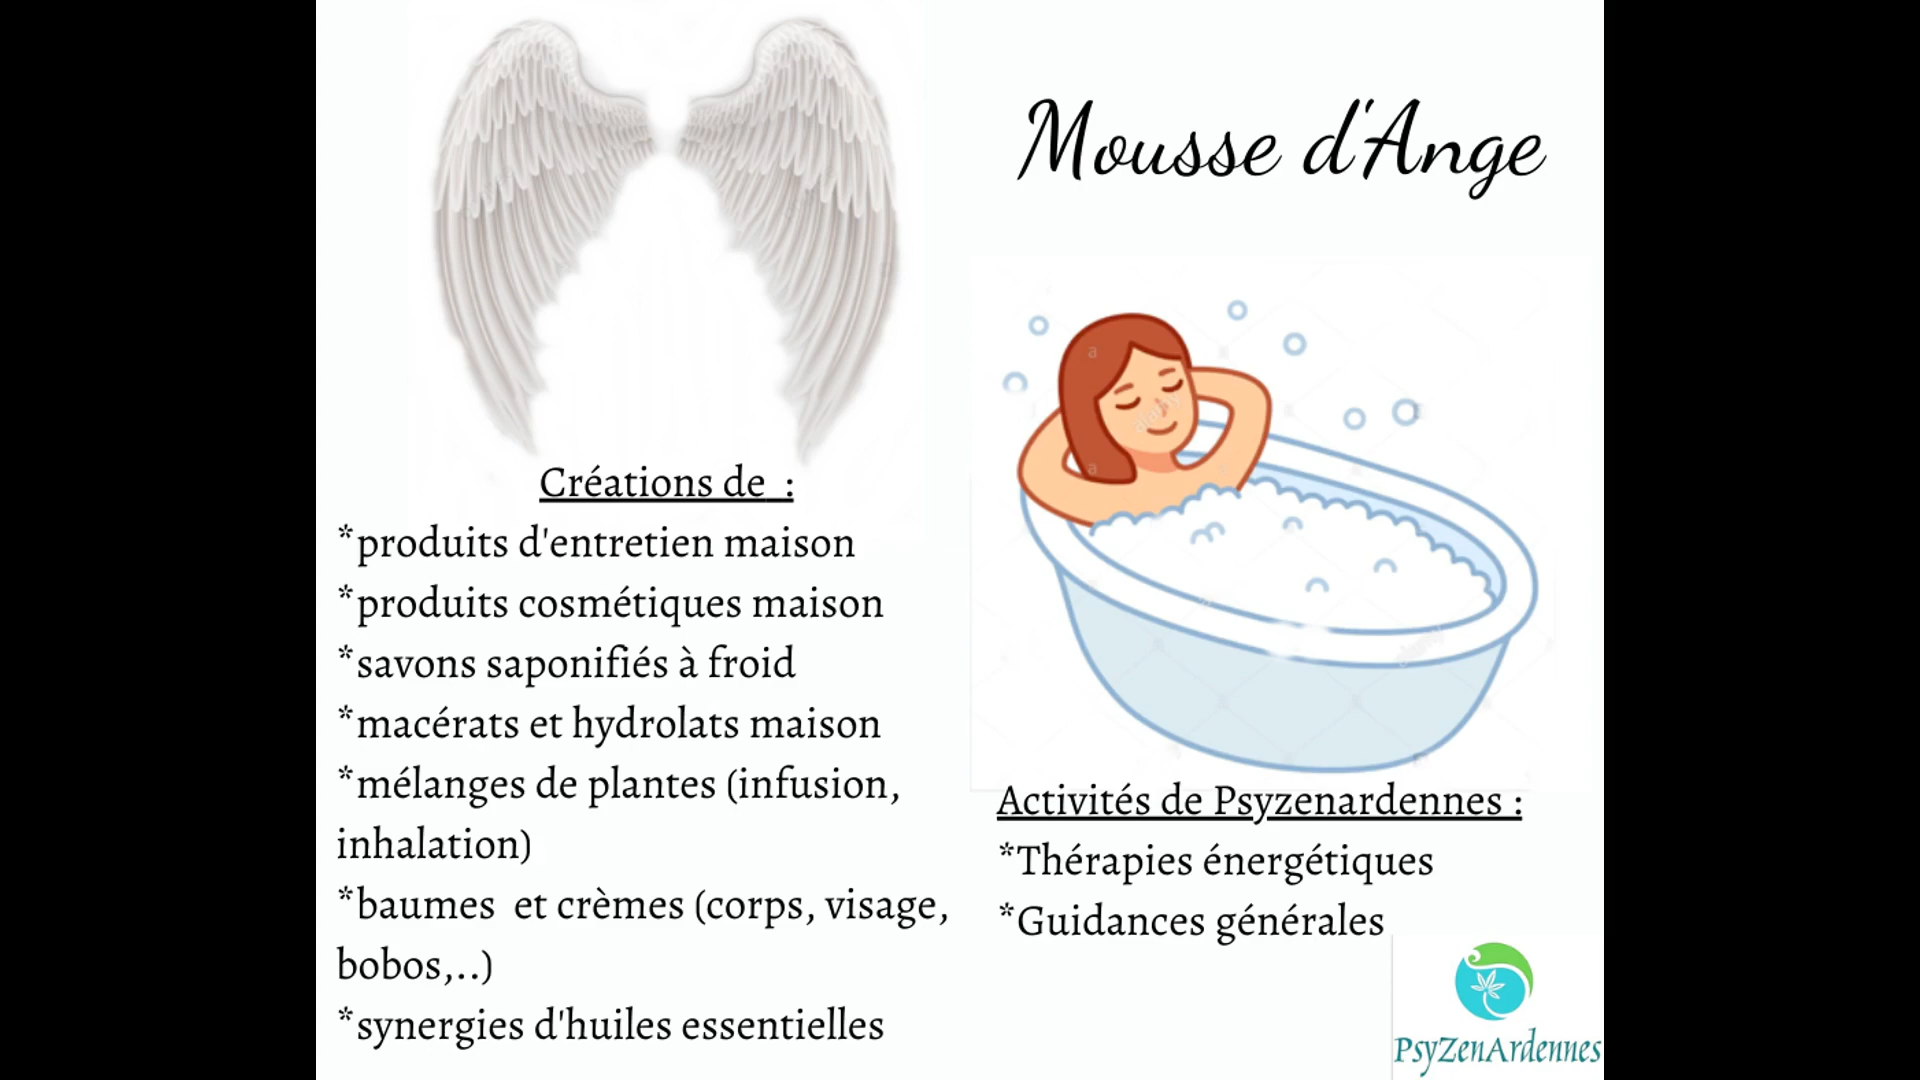 Mousse d'Ange
Créations de  :
*produits d'entretien maison
*produits cosmétiques maison
*savons saponifiés à froid
*macérats et hydrolats maison
*mélanges de plantes (infusion,
inhalation)
*baumes  et crèmes (corps, visage,
bobos,..)
*synergies d'huiles essentielles
Activités de Psyzenardennes :
*Thérapies énergétiques
*Guidances générales
PsyZenArdennes